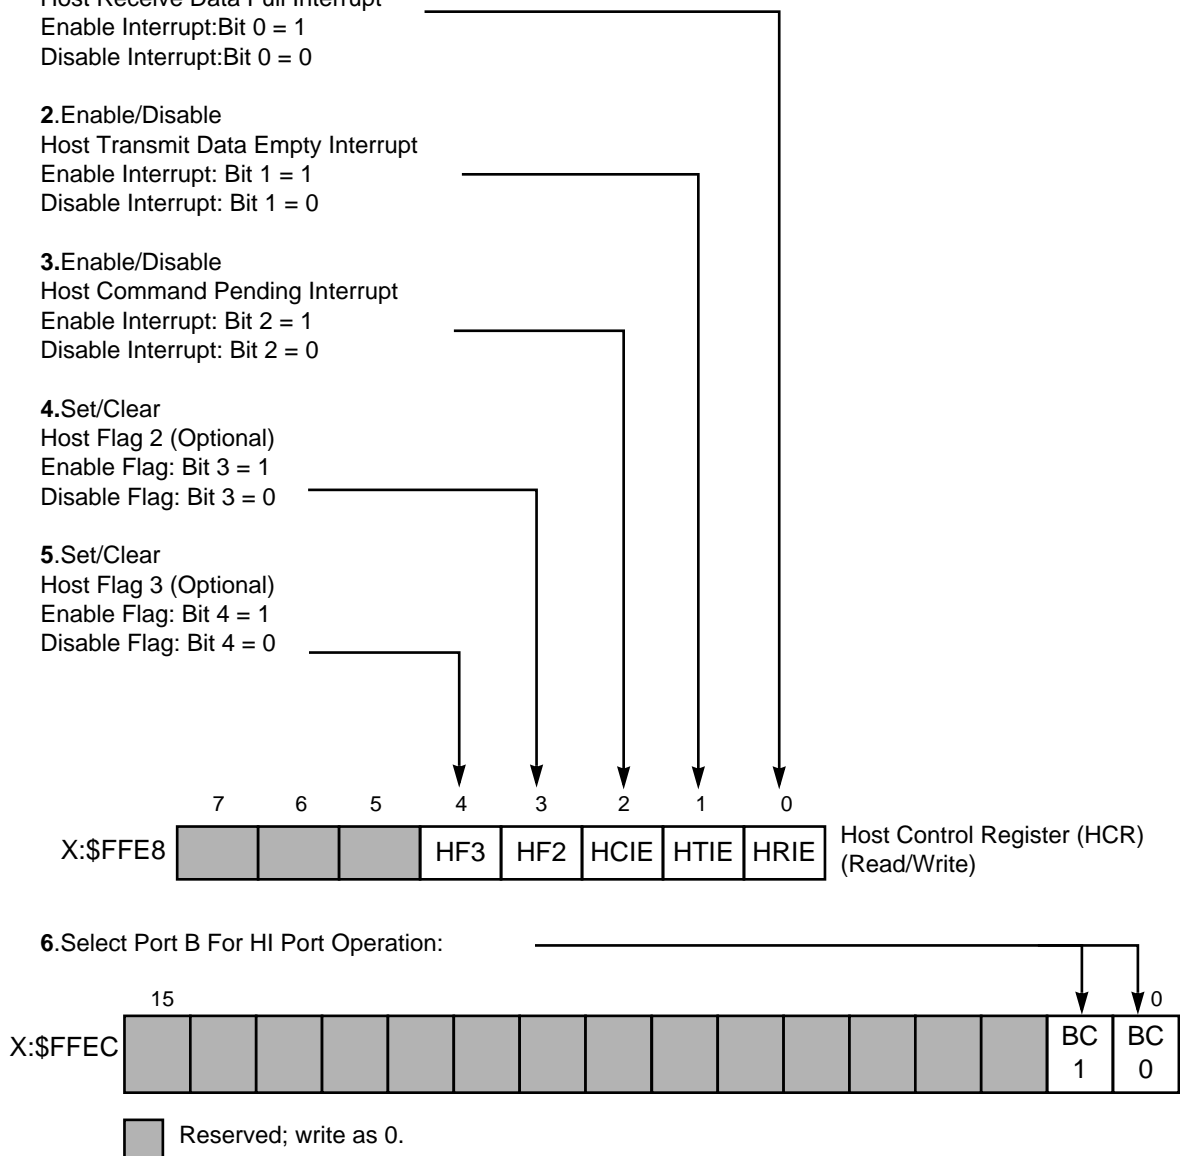 Host Receive Data Full Interrupt
Enable Interrupt:Bit 0 = 1
Disable Interrupt:Bit 0 = 0
2.Enable/Disable
Host Transmit Data Empty Interrupt
Enable Interrupt: Bit 1 = 1
Disable Interrupt: Bit 1 = 0
3.Enable/Disable
Host Command Pending Interrupt
Enable Interrupt: Bit 2 = 1
Disable Interrupt: Bit 2 = 0
4.Set/Clear
Host Flag 2 (Optional)
Enable Flag: Bit 3 = 1
Disable Flag: Bit 3 = 0
5.Set/Clear
Host Flag 3 (Optional)
Enable Flag: Bit 4 = 1
Disable Flag: Bit 4 = 0
7 6 5 4 3 2 1 0
X:$FFE8 HF3 HF2 HCIE HTIE HRIE
Host Control Register (HCR)
(Read/Write)
6.Select Port B For HI Port Operation:
15 0
X:$FFEC
BC BC
1 0
Reserved; write as 0.